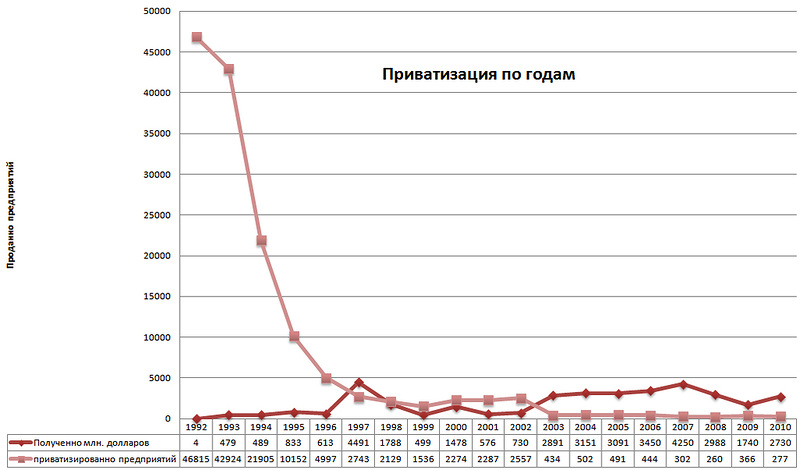 Приватизация по годам
Проданно предприятий
50000
45000
40000
35000
30000
25000
20000
15000
10000
5000
0
1992 1993 1994 1995 1996 1997 1998 1999 2000 2001 2002 2003 2004 2005 2006 2007 2008 2009 2010
Полученно млн. долларов 4 479 489 833 613 4491 1788 499 1478 576 730 2891 3151 3091 3450 4250 2988 1740 2730
приватизированно предприятий 46815 42924 21905 10152 4997 2743 2129 1536 2274 2287 2557 434 502 491 444 302 260 366 277